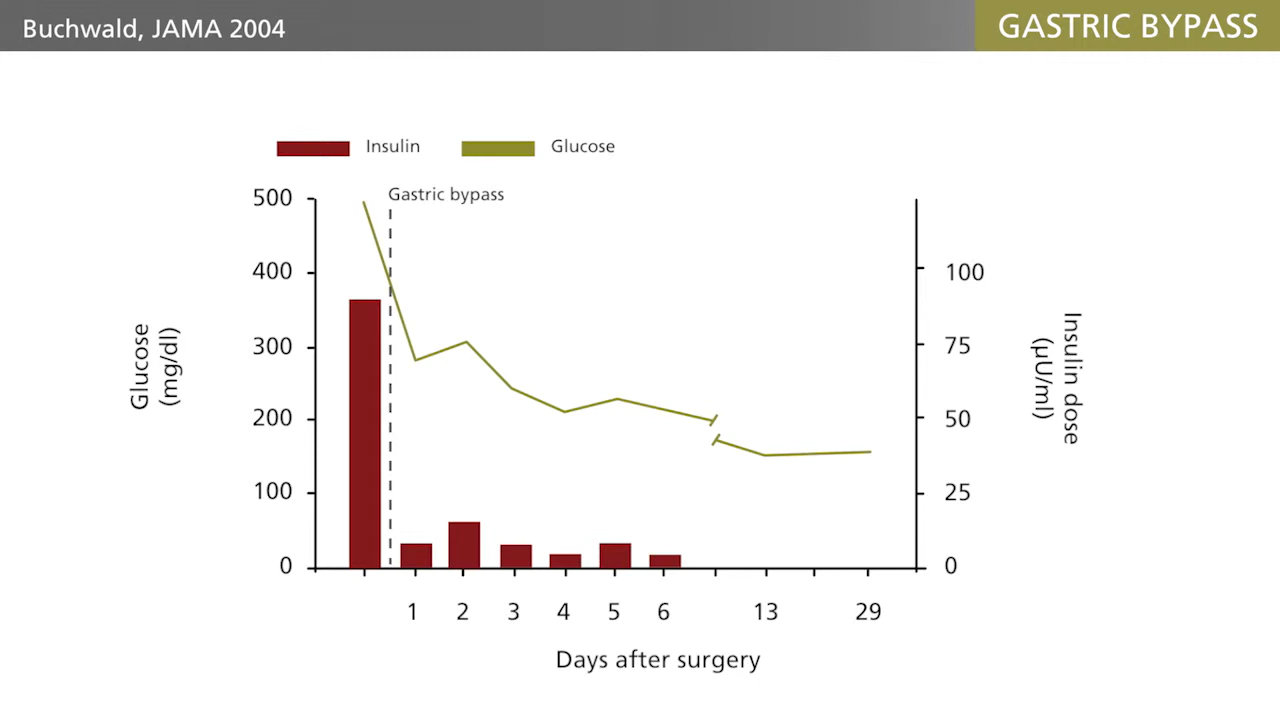 Buchwald, JAMA 2004
GASTRIC BYPASS
Insulin
Glucose
Gastric bypass
500
400
300
200
100
0
Glucose
(mg/dl)
100
75
50
25
0
Insulin dose
(µU/ml)
1 2 3 4 5 6 13 29
Days after surgery